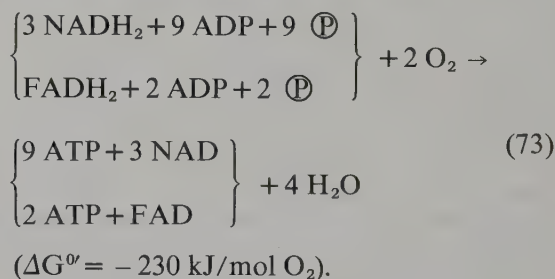 3 NADH₂ + 9 ADP + 9 Ⓟ
+ 2 O₂ →
FADH₂ + 2 ADP + 2 Ⓟ
9 ATP + 3 NAD
+ 4 H₂O
(73)
2 ATP + FAD
(ΔG⁰′ = − 230 kJ/mol O₂).